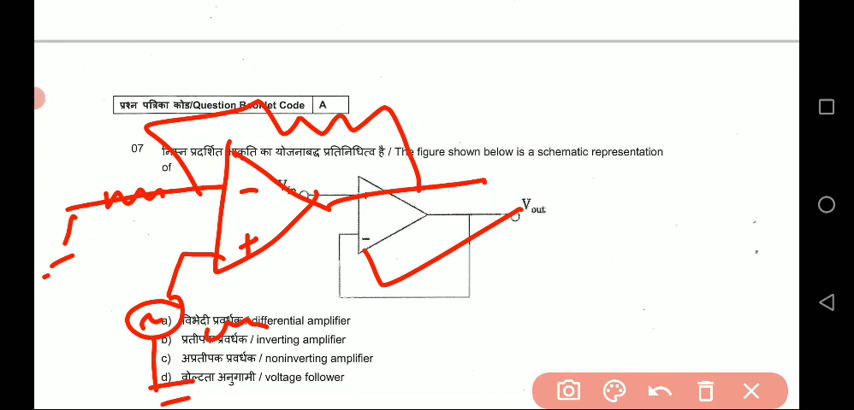 प्रश्न पत्रिका कोड/Question Booklet Code A
07 निम्न प्रदर्शित आकृति का योजनाबद्ध प्रतिनिधित्व है / The figure shown below is a schematic representation
of
Vin
+
Vout
-
-
+
a) विभेदी प्रवर्धक / differential amplifier
b) प्रतीपक प्रवर्धक / inverting amplifier
c) अप्रतीपक प्रवर्धक / noninverting amplifier
d) वोल्टता अनुगामी / voltage follower